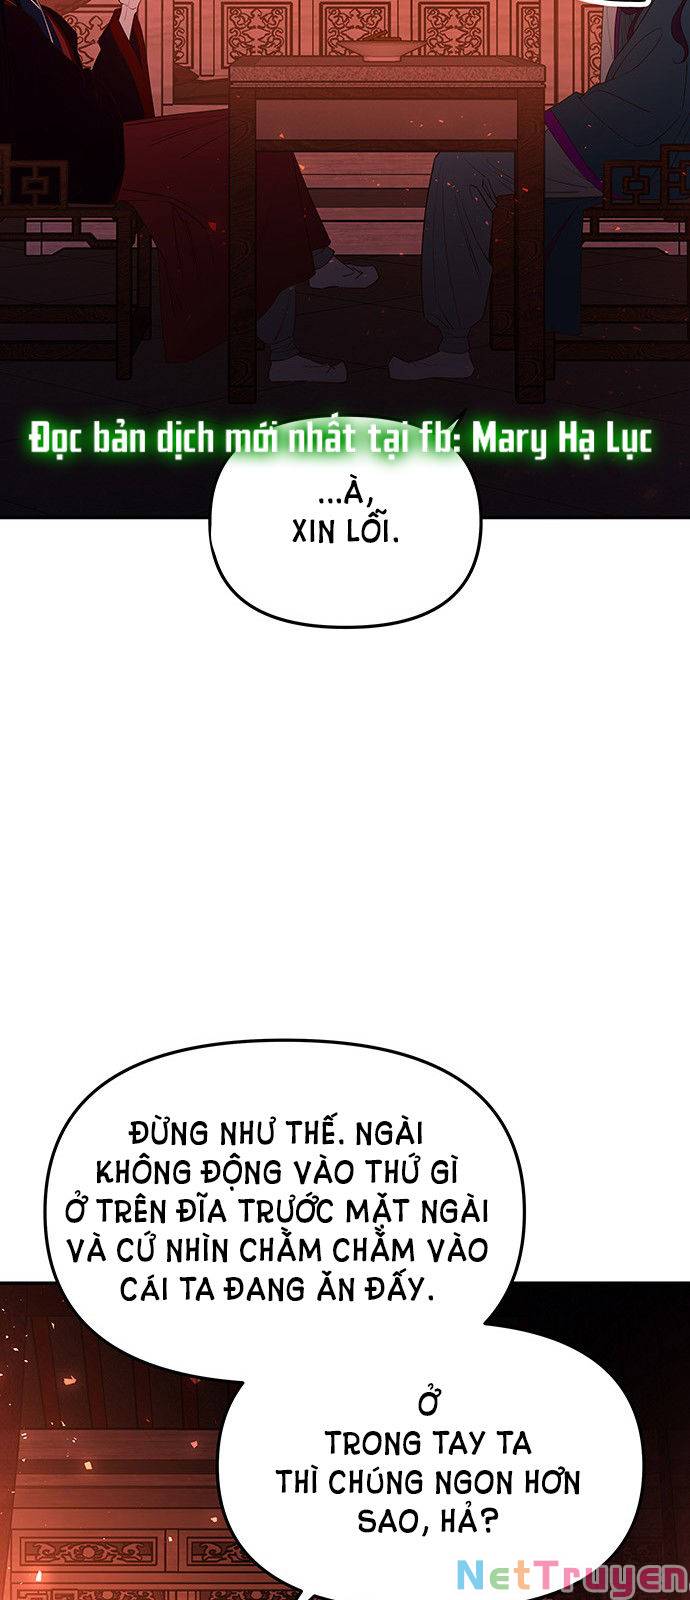 Đọc bản dịch mới nhất tại fb: Mary Hạ Lục
...À,
XIN LỖI.
ĐỪNG NHƯ THẾ. NGÀI
KHÔNG ĐỘNG VÀO THỨ GÌ
Ở TRÊN ĐĨA TRƯỚC MẶT NGÀI
VÀ CỨ NHÌN CHẰM CHẰM VÀO
CÁI TA ĐANG ĂN ĐẤY.
Ở
TRONG TAY TA
THÌ CHÚNG NGON HƠN
SAO, HẢ?
NetTruyen